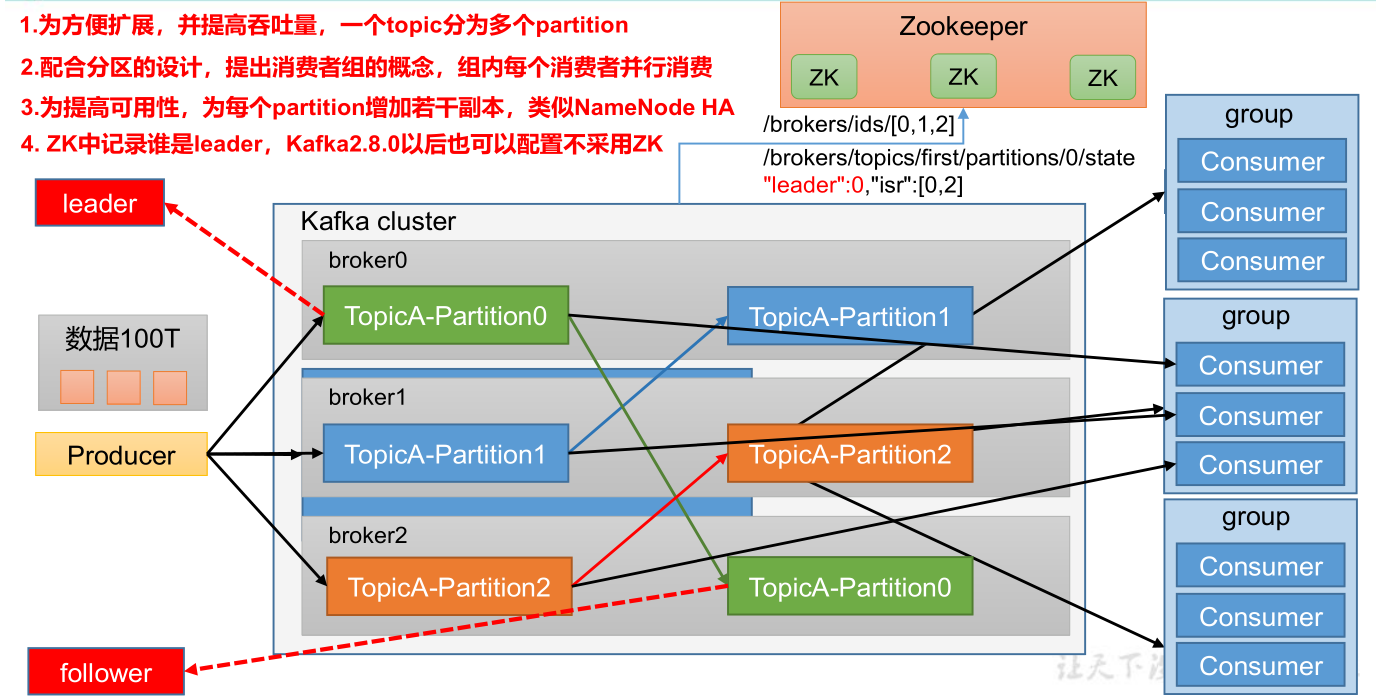 1.为方便扩展，并提高吞吐量，一个topic分为多个partition
2.配合分区的设计，提出消费者组的概念，组内每个消费者并行消费
3.为提高可用性，为每个partition增加若干副本，类似NameNode HA
4. ZK中记录谁是leader，Kafka2.8.0以后也可以配置不采用ZK
Zookeeper
ZK
ZK
ZK
/brokers/ids/[0,1,2]
/brokers/topics/first/partitions/0/state
"leader":0,"isr":[0,2]
leader
数据100T
Producer
follower
Kafka cluster
broker0
TopicA-Partition0
TopicA-Partition1
broker1
TopicA-Partition1
TopicA-Partition2
broker2
TopicA-Partition2
TopicA-Partition0
group
Consumer
Consumer
Consumer
group
Consumer
Consumer
Consumer
group
Consumer
Consumer
Consumer
让天下